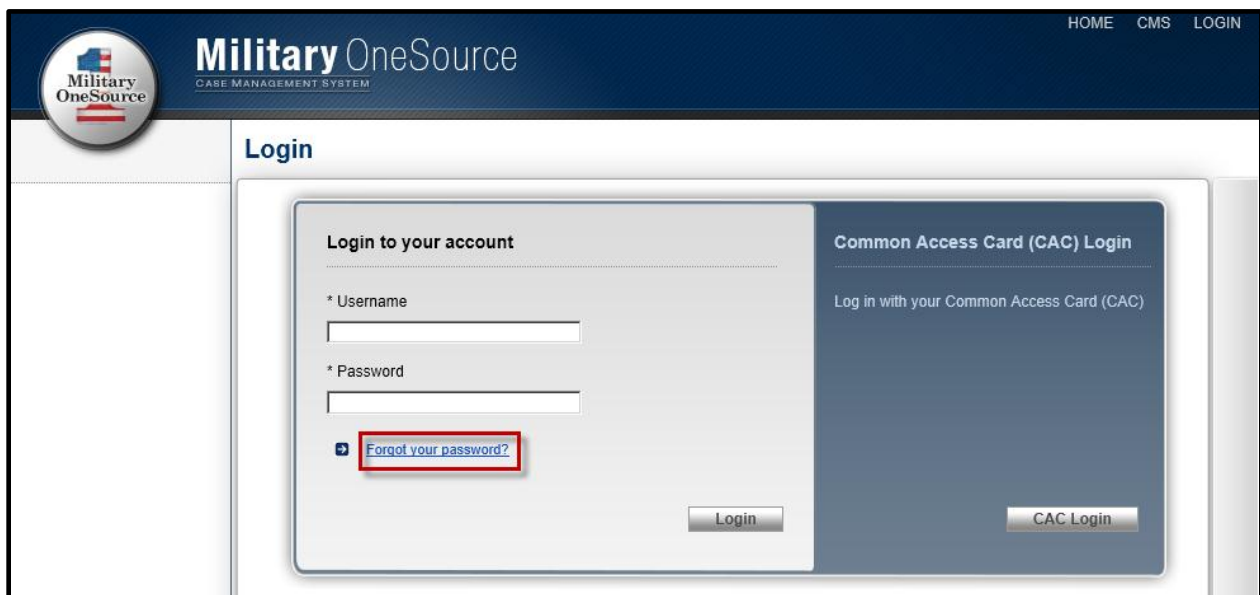 HOME CMS LOGIN
Military OneSource
CASE MANAGEMENT SYSTEM
Military
OneSource
Login
Login to your account
* Username
* Password
Forgot your password?
Login
Common Access Card (CAC) Login
Log in with your Common Access Card (CAC)
CAC Login